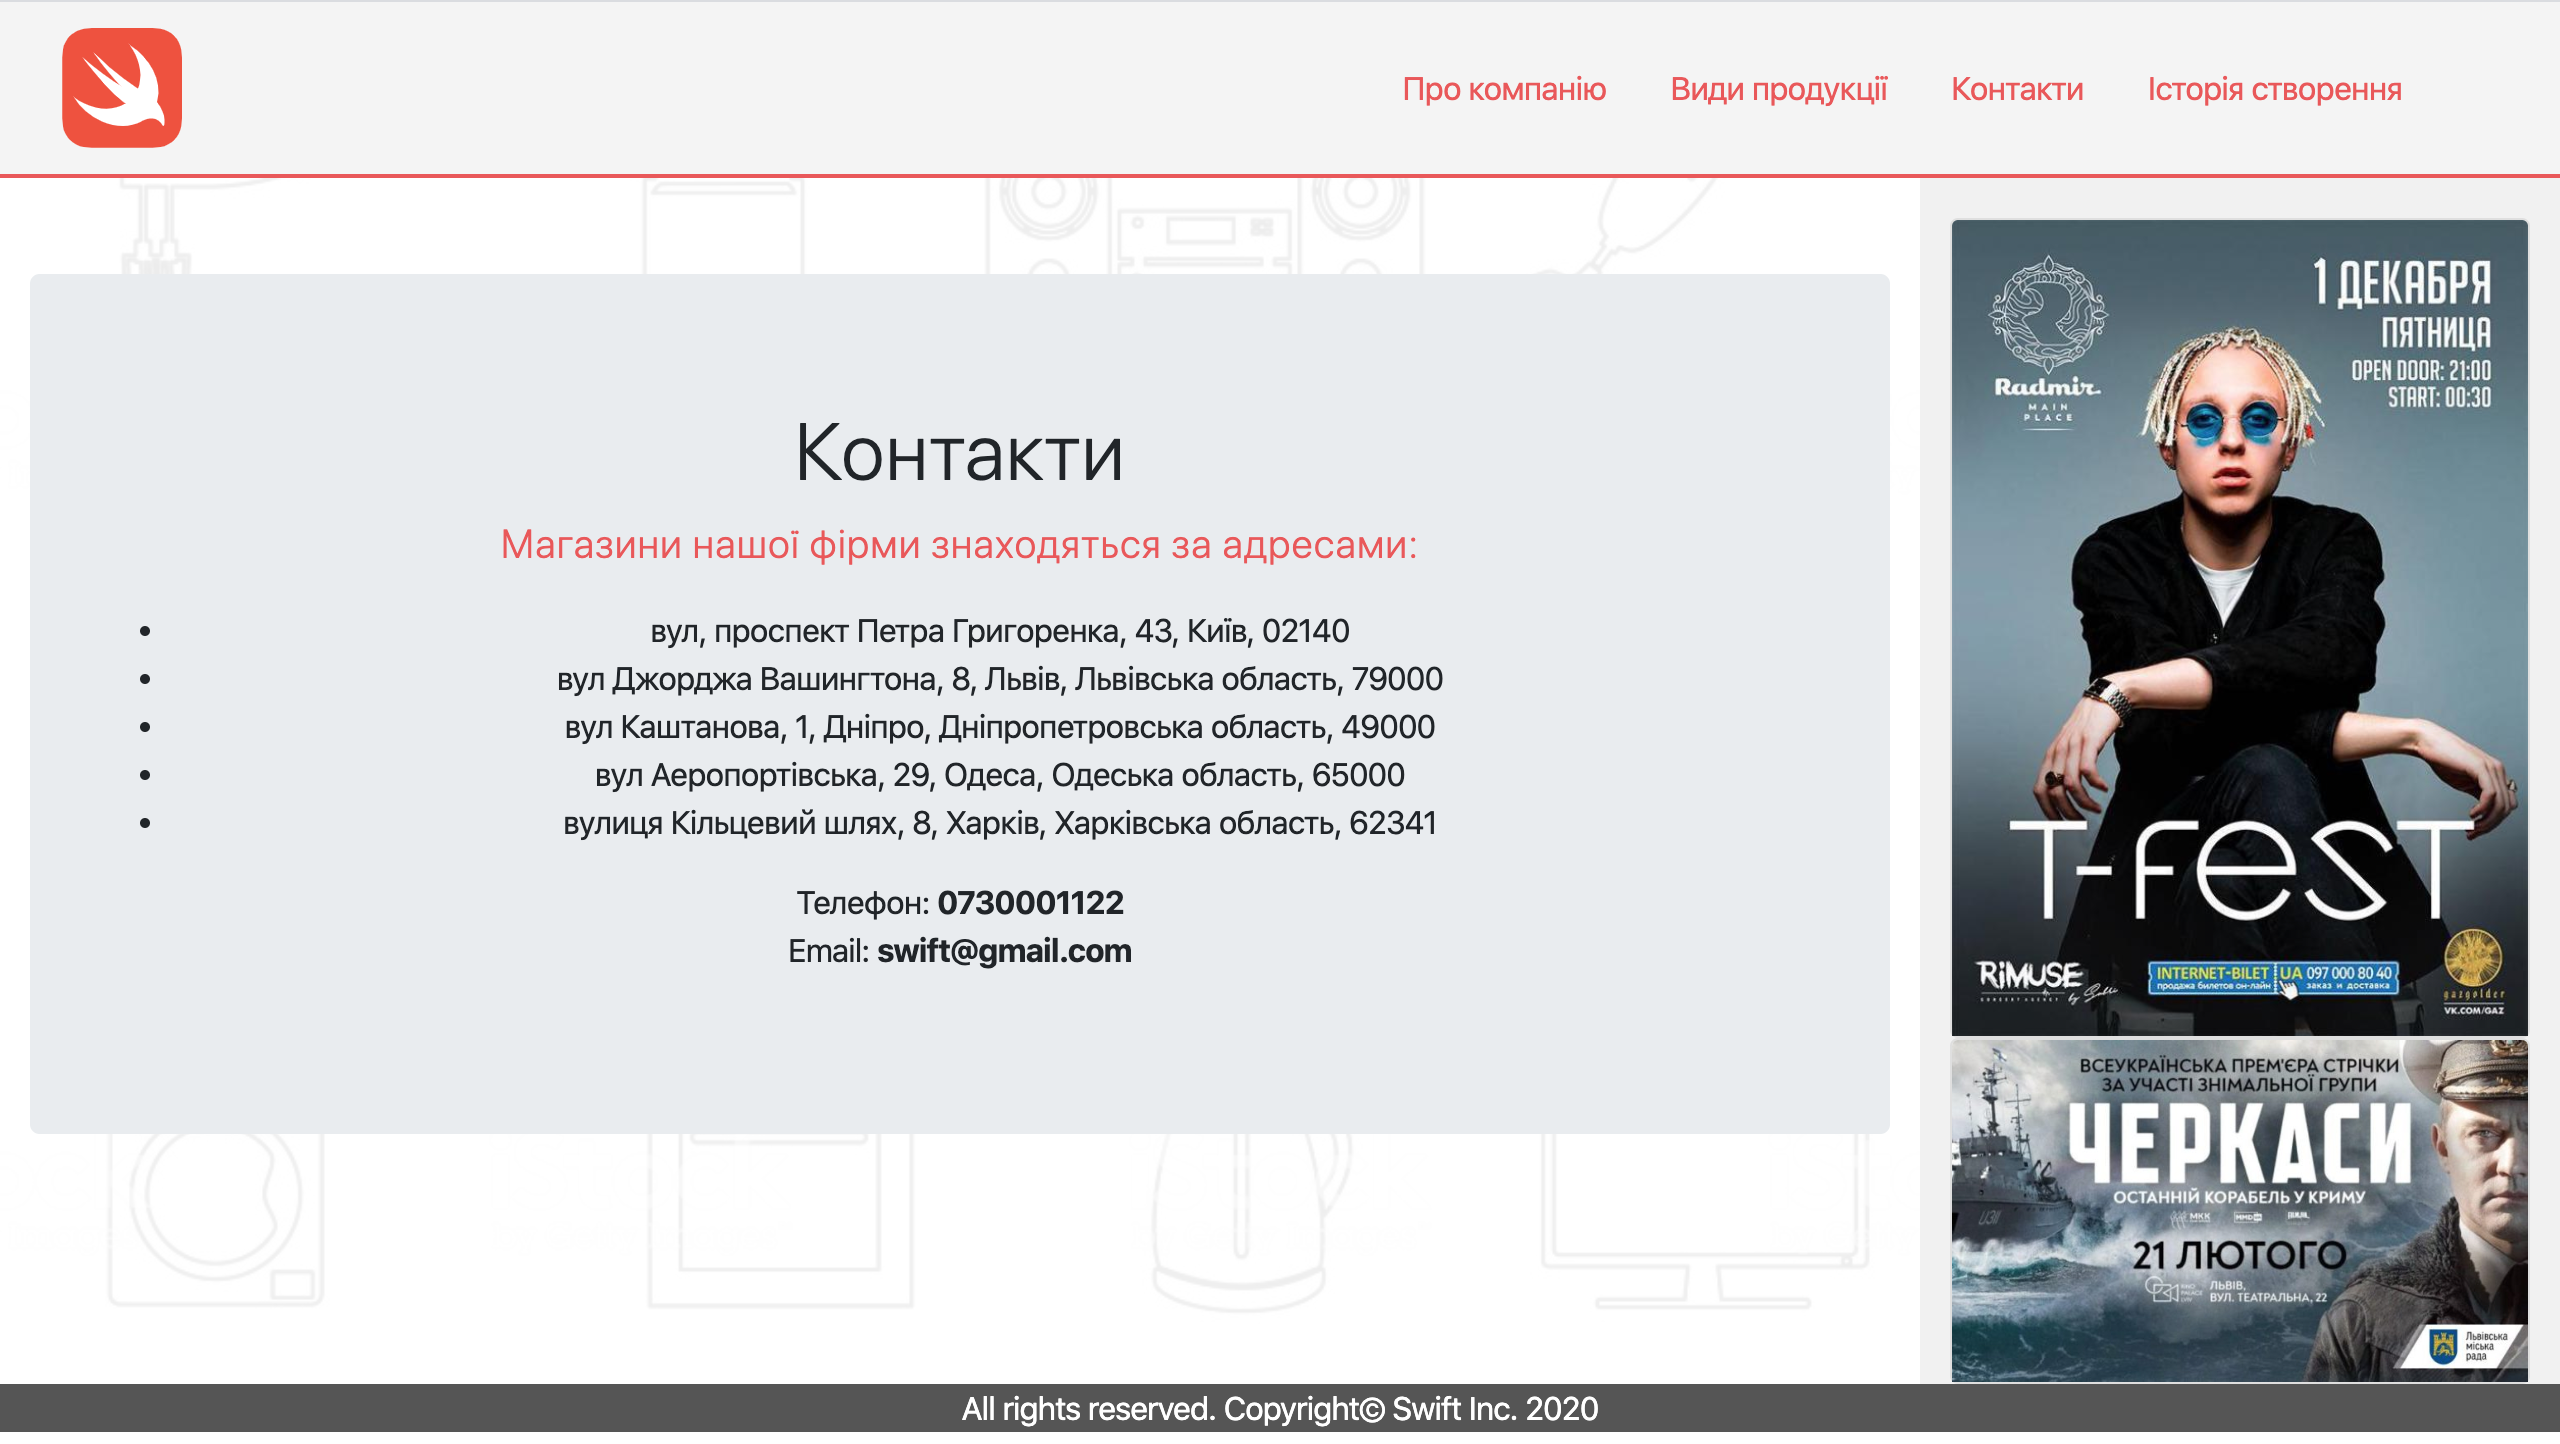 Про компанію
Види продукції
Контакти
Історія створення
Контакти
Магазини нашої фірми знаходяться за адресами:
• вул, проспект Петра Григоренка, 43, Київ, 02140
• вул Джорджа Вашингтона, 8, Львів, Львівська область, 79000
• вул Каштанова, 1, Дніпро, Дніпропетровська область, 49000
• вул Аеропортівська, 29, Одеса, Одеська область, 65000
• вулиця Кільцевий шлях, 8, Харків, Харківська область, 62341
Телефон: 0730001122
Email: swift@gmail.com
Radmir
MAIN
PLACE
1 ДЕКАБРЯ
ПЯТНИЦА
OPEN DOOR: 21:00
START: 00:30
T-FEST
RIMUSE
CONCERT AGENCY
INTERNET-BILET UA 097 000 80 40
продажа билетов он-лайн заказ и доставка
gazgolder
VK.COM/GAZ
ВСЕУКРАЇНСЬКА ПРЕМ'ЄРА СТРІЧКИ
ЗА УЧАСТІ ЗНІМАЛЬНОЇ ГРУПИ
ЧЕРКАСИ
ОСТАННІЙ КОРАБЕЛЬ У КРИМУ
МКК
U311
21 ЛЮТОГО
ЛЬВІВ,
ВУЛ. ТЕАТРАЛЬНА, 22
Львівська
міська
рада
All rights reserved. Copyright© Swift Inc. 2020